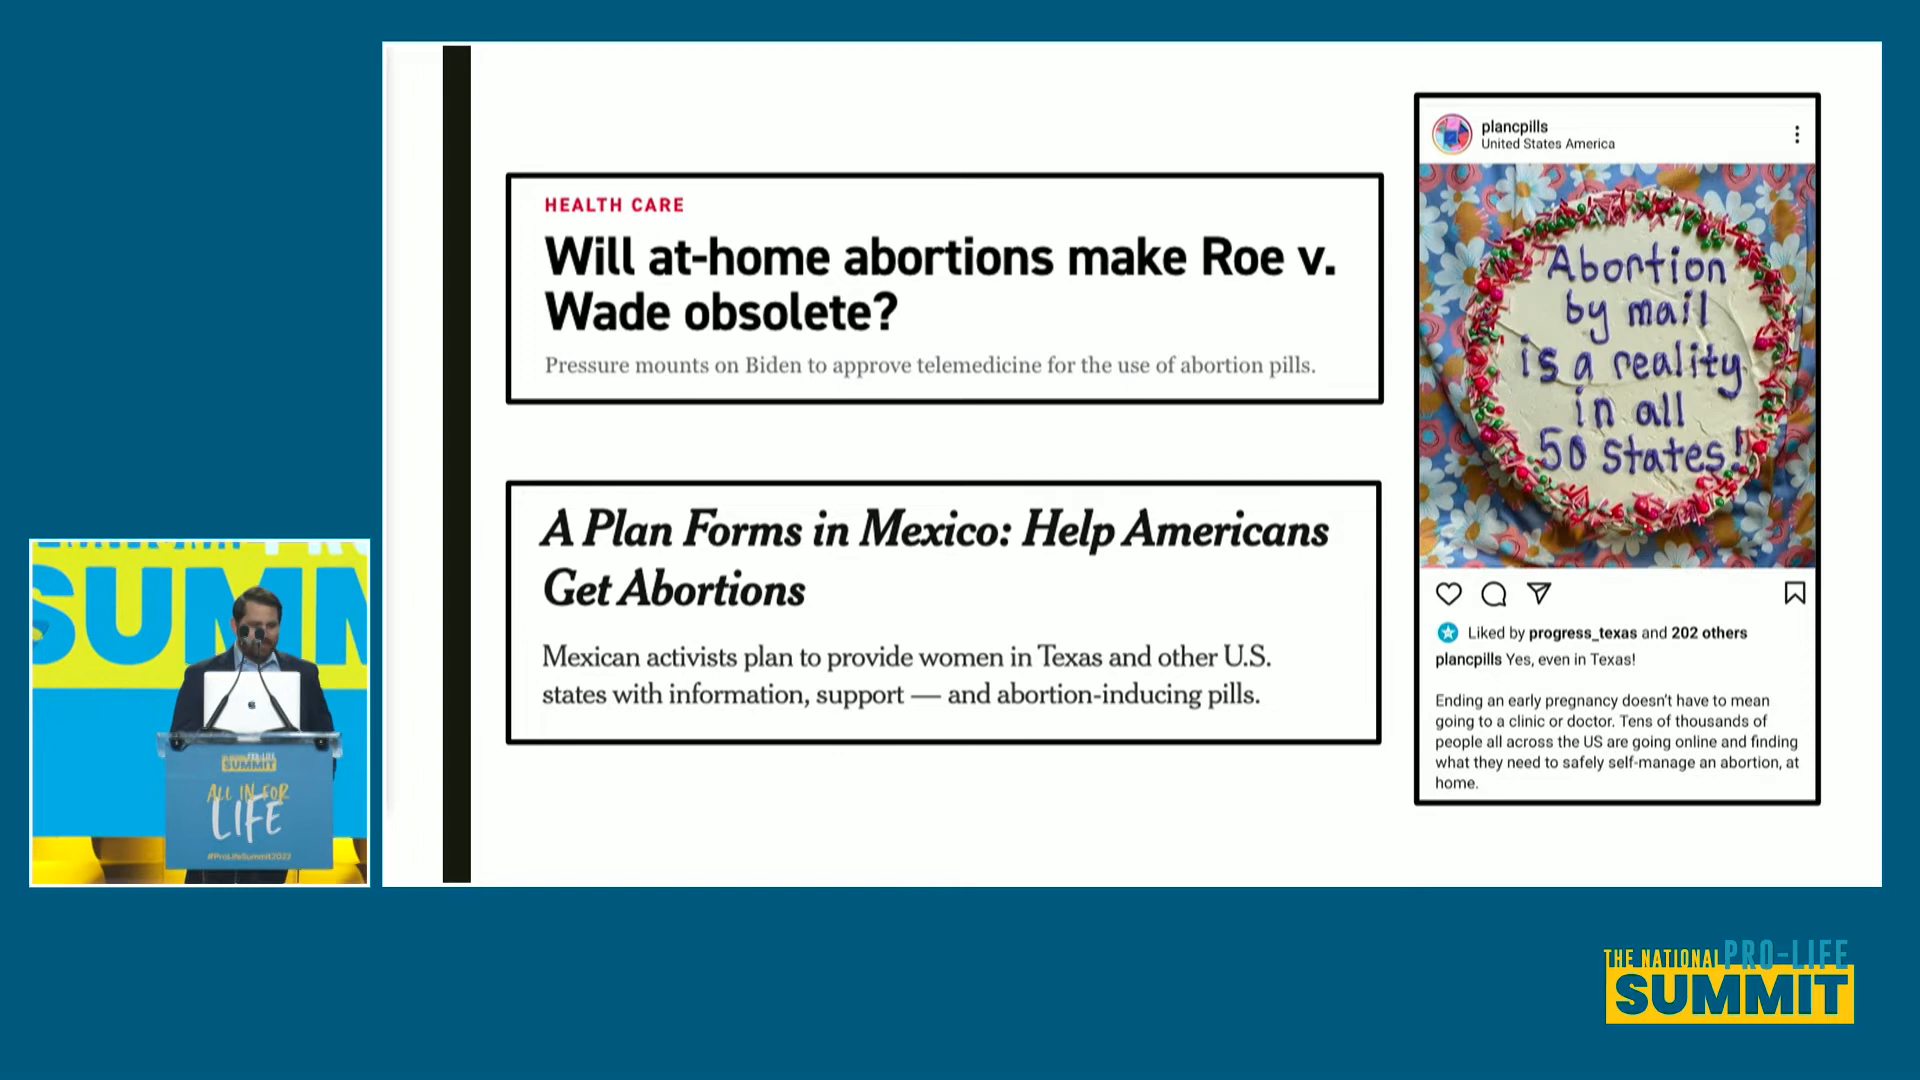 HEALTH CARE
Will at-home abortions make Roe v.
Wade obsolete?
Pressure mounts on Biden to approve telemedicine for the use of abortion pills.
A Plan Forms in Mexico: Help Americans
Get Abortions
Mexican activists plan to provide women in Texas and other U.S.
states with information, support — and abortion-inducing pills.
plancpills
United States America
Abortion
by mail
is a reality
in all
50 states!
Liked by progress_texas and 202 others
plancpills Yes, even in Texas!
Ending an early pregnancy doesn't have to mean
going to a clinic or doctor. Tens of thousands of
people all across the US are going online and finding
what they need to safely self-manage an abortion, at
home.
SUMM
SUMMIT
ALL IN FOR
LIFE
#ProLifeSummit2022
THE NATIONAL PRO-LIFE
SUMMIT